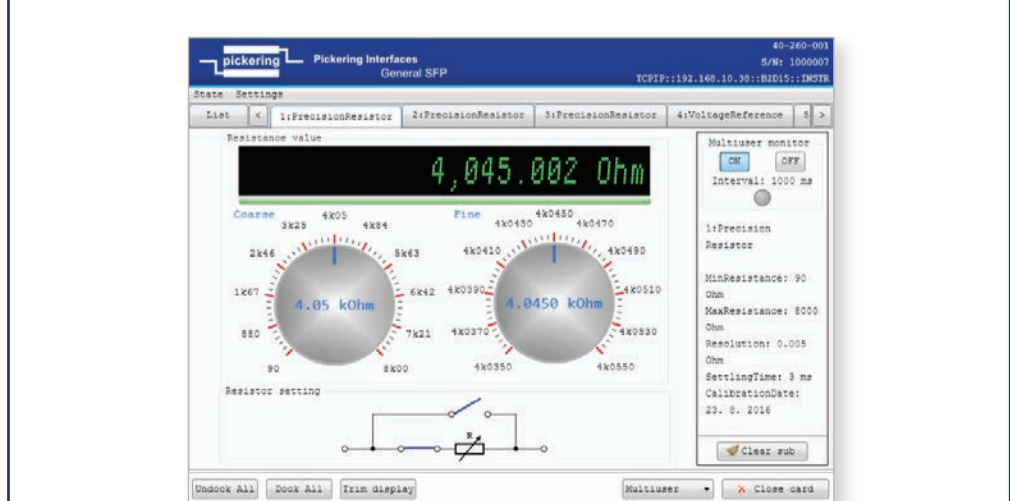 40-260-001
pickering Pickering Interfaces
S/N: 1000007
General SFP
TCPIP::192.168.10.30::B2D15::INSTR
State Settings
List < 1:PrecisionResistor 2:PrecisionResistor 3:PrecisionResistor 4:VoltageReference 5 >
Resistance value
4,045.002 Ohm
Coarse
90
880
1k67
2k46
3k25
4k05
4k84
5k63
6k42
7k21
8k00
4.05 kOhm
Fine
4k0350
4k0370
4k0390
4k0410
4k0430
4k0450
4k0470
4k0490
4k0510
4k0530
4k0550
4.0450 kOhm
Resistor setting
R
Multiuser monitor
ON OFF
Interval: 1000 ms
1:Precision
Resistor
MinResistance: 90
Ohm
MaxResistance: 8000
Ohm
Resolution: 0.005
Ohm
SettlingTime: 3 ms
CalibrationDate:
23. 8. 2016
Clear sub
Undock All Dock All Trim display Multiuser Close card